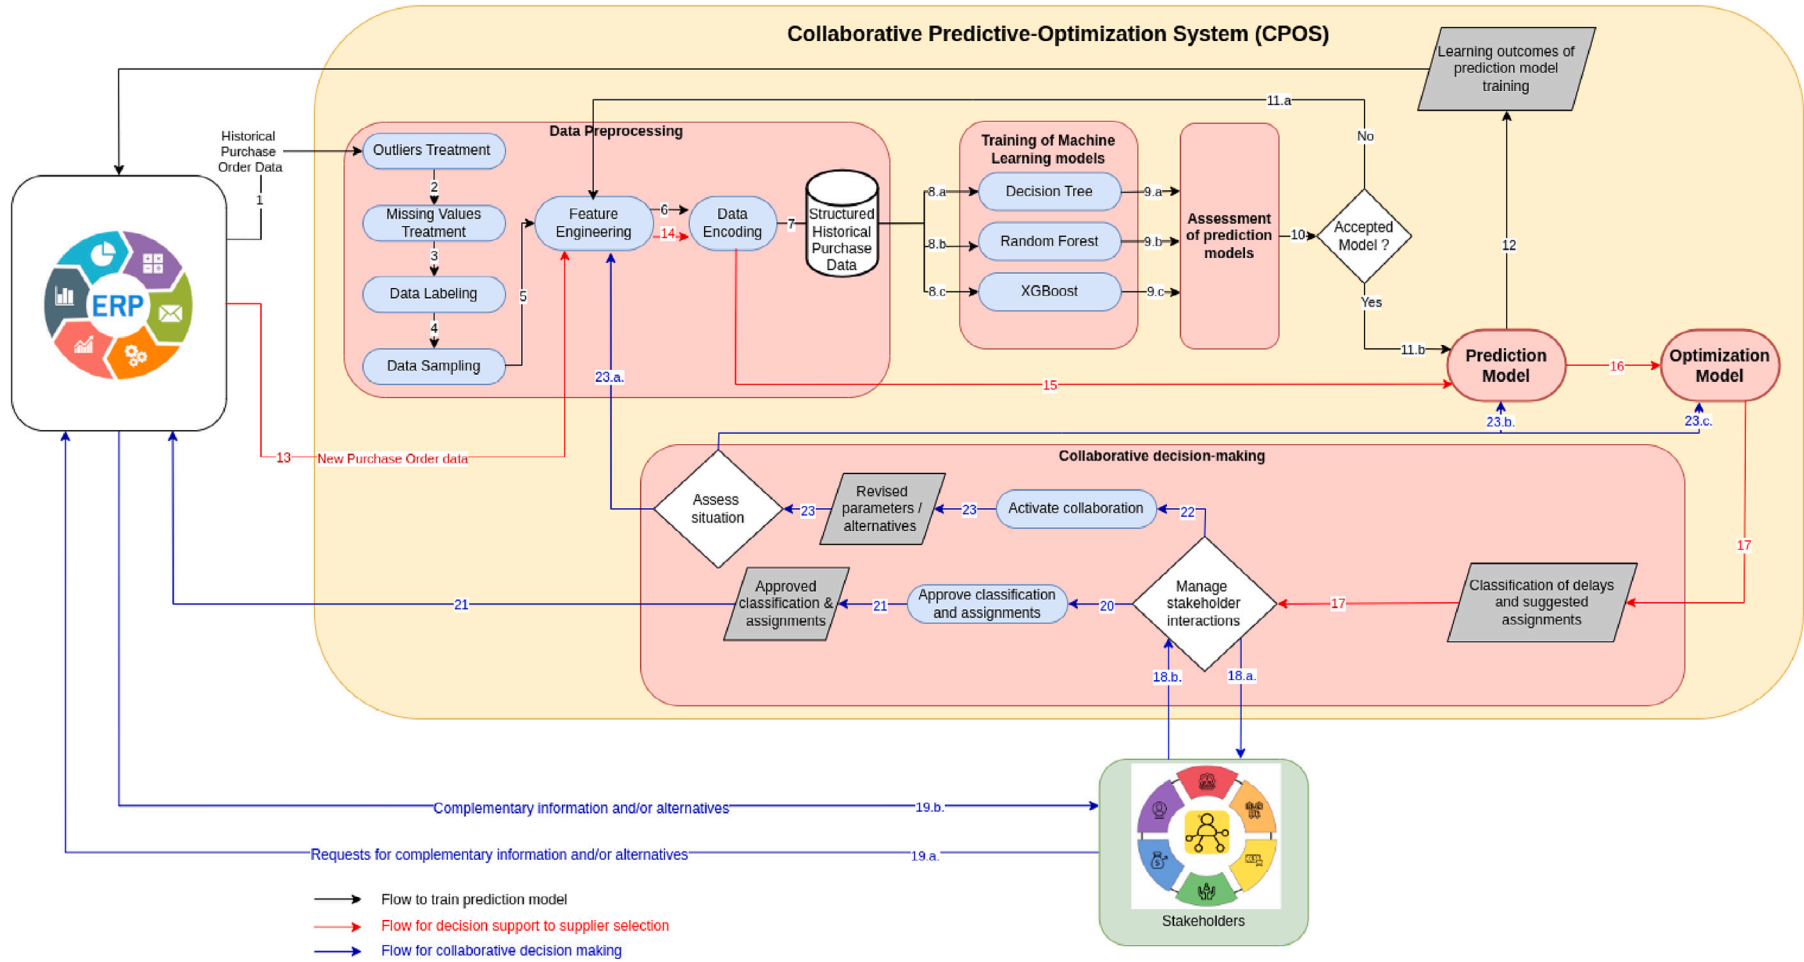 Collaborative Predictive-Optimization System (CPOS)
Learning outcomes of
prediction model
training
11.a
Historical
Purchase
Order Data
1
Data Preprocessing
Outliers Treatment
2
Missing Values
Treatment
3
Data Labeling
4
Data Sampling
5
Feature
Engineering
6
14
Data
Encoding
7
Structured
Historical
Purchase
Data
8.a
8.b
8.c
Training of Machine
Learning models
Decision Tree
Random Forest
XGBoost
9.a
9.b
9.c
Assessment
of prediction
models
10
No
Accepted
Model ?
Yes
11.b
12
Prediction
Model
16
Optimization
Model
ERP
15
23.a.
23.b.
23.c.
13
New Purchase Order data
Collaborative decision-making
Assess
situation
23
Revised
parameters /
alternatives
23
Activate collaboration
22
17
21
Approved
classification &
assignments
21
Approve classification
and assignments
20
Manage
stakeholder
interactions
17
Classification of delays
and suggested
assignments
18.b.
18.a.
Complementary information and/or alternatives
19.b.
Requests for complementary information and/or alternatives
19.a.
Stakeholders
Flow to train prediction model
Flow for decision support to supplier selection
Flow for collaborative decision making